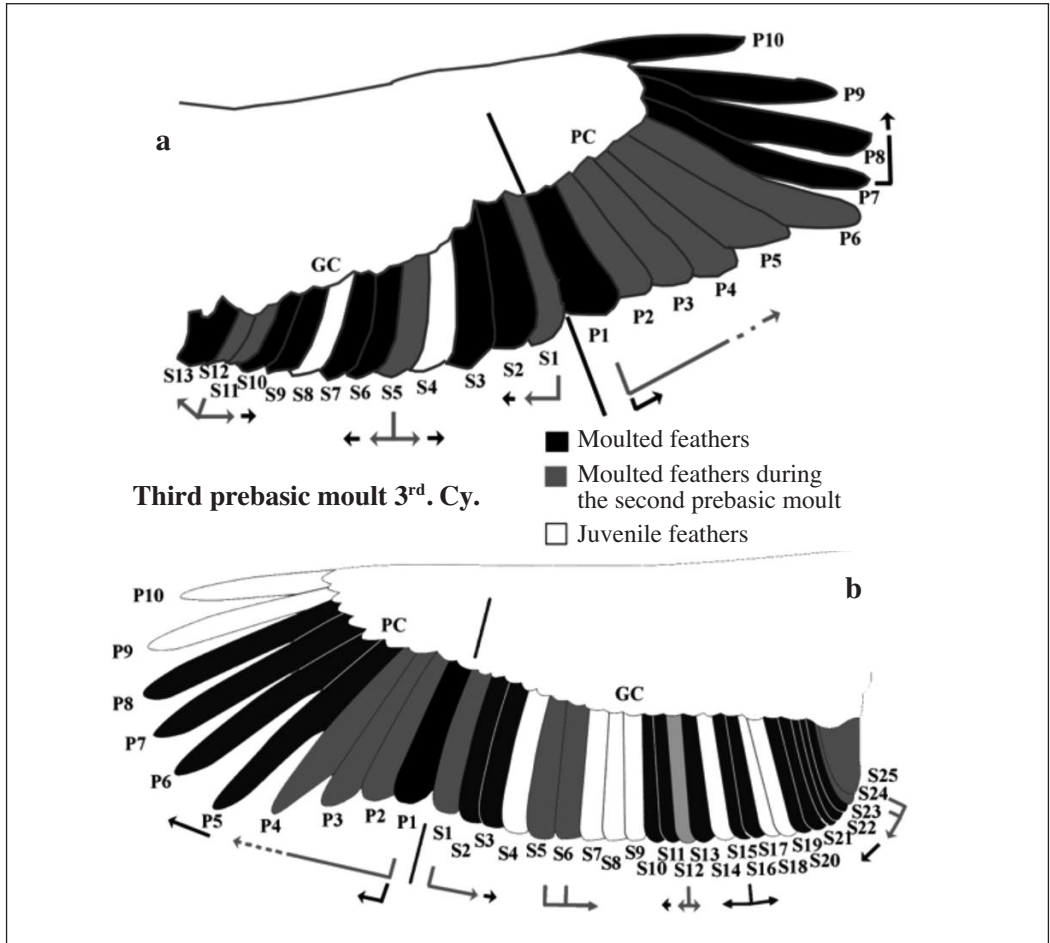 P10
P9
a
PC
P8
P7
P6
P5
GC
P4
P3
P2
P1
S1
S2
S3
S4
S5
S6
S7
S8
S9
S10
S11
S12
S13
Moulted feathers
Moulted feathers during
the second prebasic moult
Third prebasic moult 3rd. Cy.
Juvenile feathers
b
P10
PC
P9
GC
P8
P7
P6
P5
P4
P3
P2
P1
S1
S2
S3
S4
S5
S6
S7
S8
S9
S10
S11
S12
S13
S14
S15
S16
S17
S18
S19
S20
S21
S22
S23
S24
S25